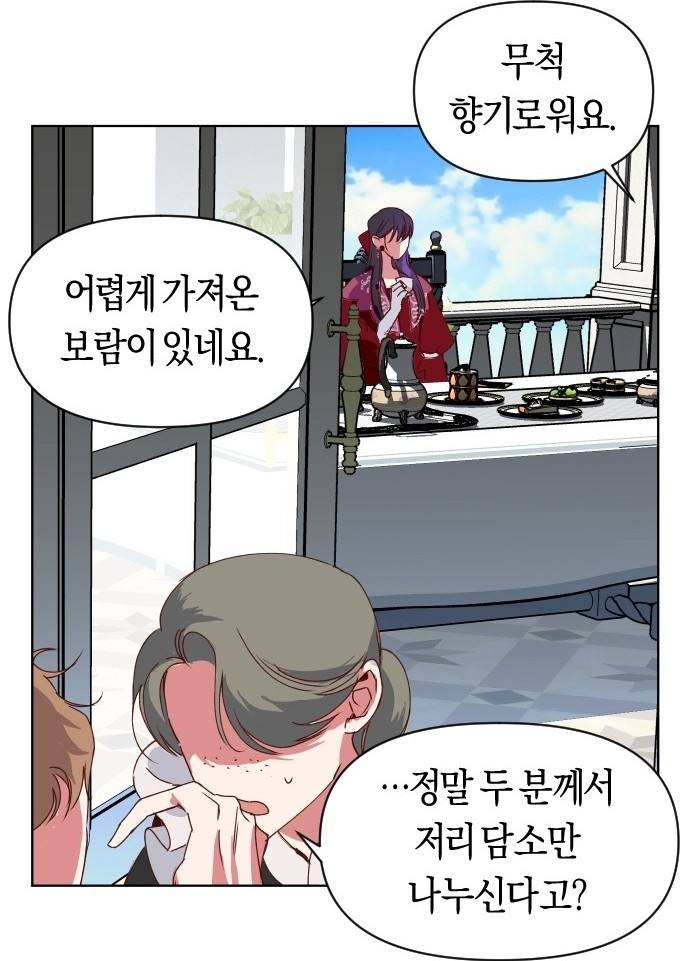 무척
향기로워요.
어렵게 가져온
보람이 있네요.
…정말 두 분께서
저리 담소만
나누신다고?